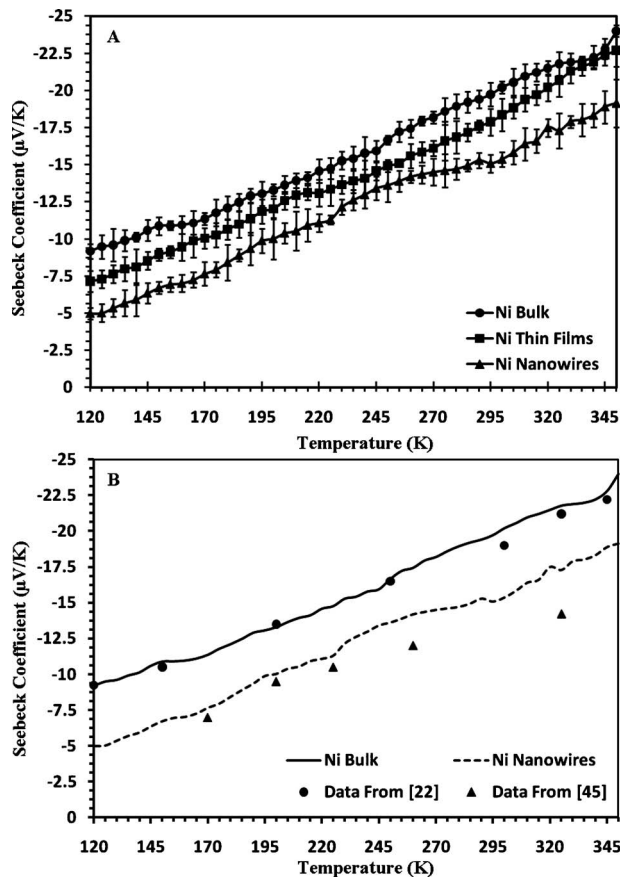 A
Seebeck Coefficient (µV/K)
-25
-22.5
-20
-17.5
-15
-12.5
-10
-7.5
-5
-2.5
0
Ni Bulk
Ni Thin Films
Ni Nanowires
120 145 170 195 220 245 270 295 320 345
Temperature (K)
B
Seebeck Coefficient (µV/K)
-25
-22.5
-20
-17.5
-15
-12.5
-10
-7.5
-5
-2.5
0
Ni Bulk Ni Nanowires
Data From [22] Data From [45]
120 145 170 195 220 245 270 295 320 345
Temperature (K)